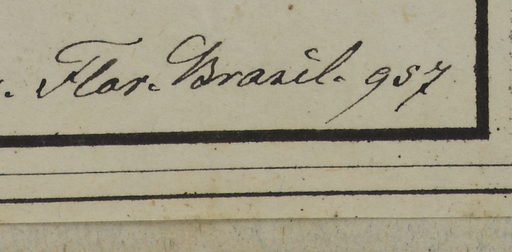 . Flor. Brasil. 957